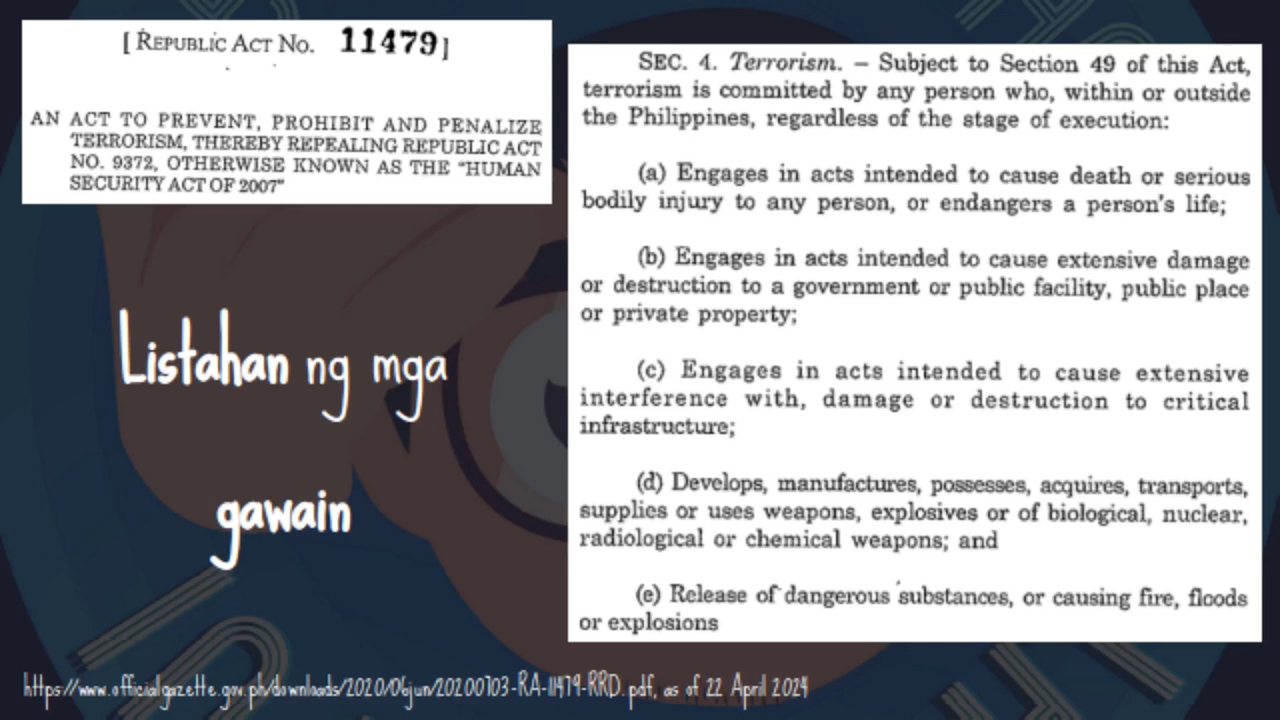 [ REPUBLIC ACT NO. 11479]
AN ACT TO PREVENT, PROHIBIT AND PENALIZE
TERRORISM, THEREBY REPEALING REPUBLIC ACT
NO. 9372, OTHERWISE KNOWN AS THE "HUMAN
SECURITY ACT OF 2007"
Listahan ng mga
gawain
SEC. 4. Terrorism. – Subject to Section 49 of this Act,
terrorism is committed by any person who, within or outside
the Philippines, regardless of the stage of execution:
(a) Engages in acts intended to cause death or serious
bodily injury to any person, or endangers a person's life;
(b) Engages in acts intended to cause extensive damage
or destruction to a government or public facility, public place
or private property;
(c) Engages in acts intended to cause extensive
interference with, damage or destruction to critical
infrastructure;
(d) Develops, manufactures, possesses, acquires, transports,
supplies or uses weapons, explosives or of biological, nuclear,
radiological or chemical weapons; and
(e) Release of dangerous substances, or causing fire, floods
or explosions
https://www.officialgazette.gov.ph/downloads/2020/06jun/20200703-RA-11479-RRD.pdf, as of 22 April 2024